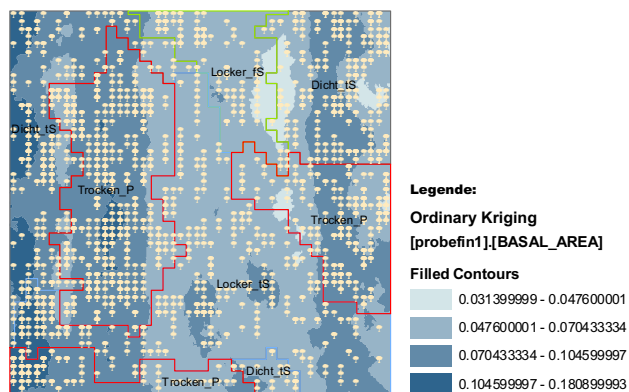 Locker_fS
Dicht_tS
Dicht_tS
Trocken_P
Trocken_P
Locker_tS
Dicht_tS
Trocken_P
Legende:
Ordinary Kriging
[probefin1].[BASAL_AREA]
Filled Contours
0.031399999 - 0.047600001
0.047600001 - 0.070433334
0.070433334 - 0.104599997
0.104599997 - 0.180899993